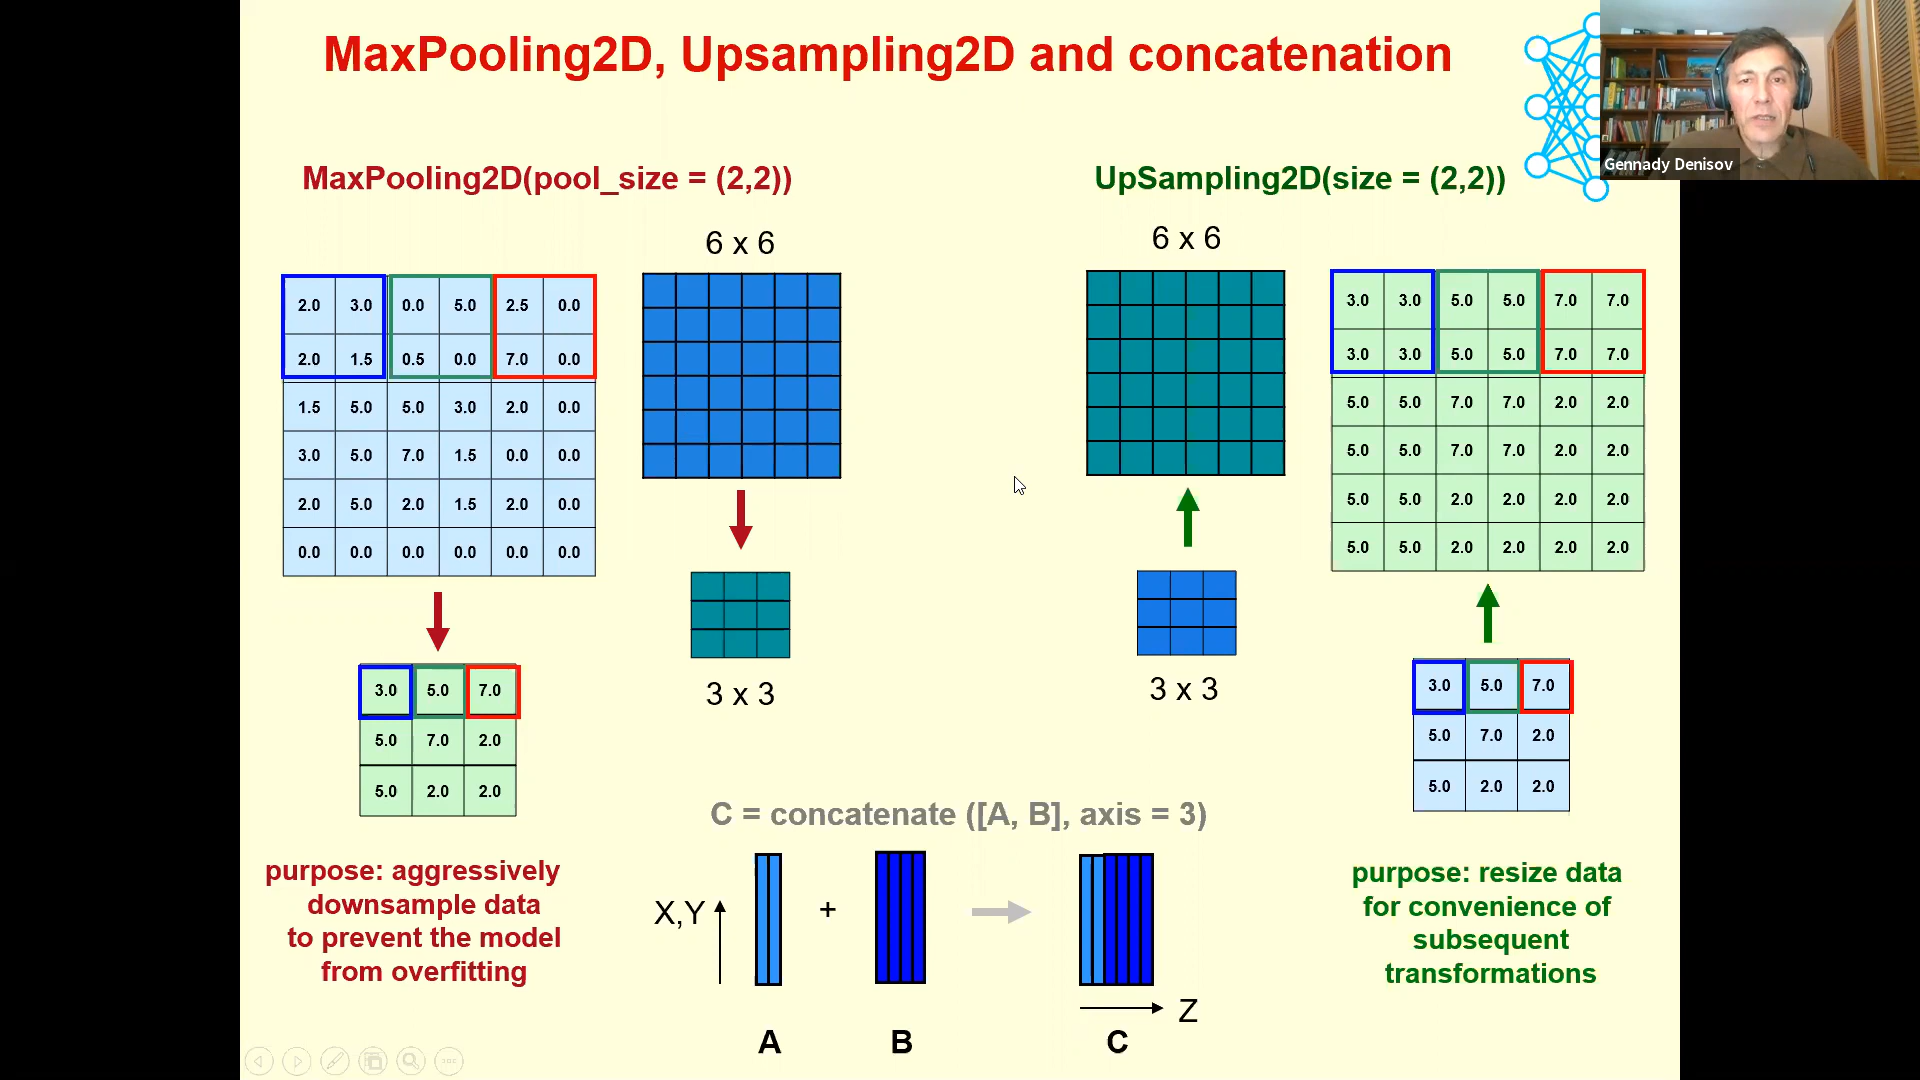 MaxPooling2D, Upsampling2D and concatenation
Gennady Denisov
MaxPooling2D(pool_size = (2,2))
UpSampling2D(size = (2,2))
6 x 6
6 x 6
2.0 3.0 0.0 5.0 2.5 0.0
2.0 1.5 0.5 0.0 7.0 0.0
1.5 5.0 5.0 3.0 2.0 0.0
3.0 5.0 7.0 1.5 0.0 0.0
2.0 5.0 2.0 1.5 2.0 0.0
0.0 0.0 0.0 0.0 0.0 0.0
3.0 3.0 5.0 5.0 7.0 7.0
3.0 3.0 5.0 5.0 7.0 7.0
5.0 5.0 7.0 7.0 2.0 2.0
5.0 5.0 7.0 7.0 2.0 2.0
5.0 5.0 2.0 2.0 2.0 2.0
5.0 5.0 2.0 2.0 2.0 2.0
3.0 5.0 7.0
5.0 7.0 2.0
5.0 2.0 2.0
3 x 3
3 x 3
3.0 5.0 7.0
5.0 7.0 2.0
5.0 2.0 2.0
C = concatenate ([A, B], axis = 3)
purpose: aggressively
downsample data
to prevent the model
from overfitting
X,Y
+
Z
A
B
C
purpose: resize data
for convenience of
subsequent
transformations